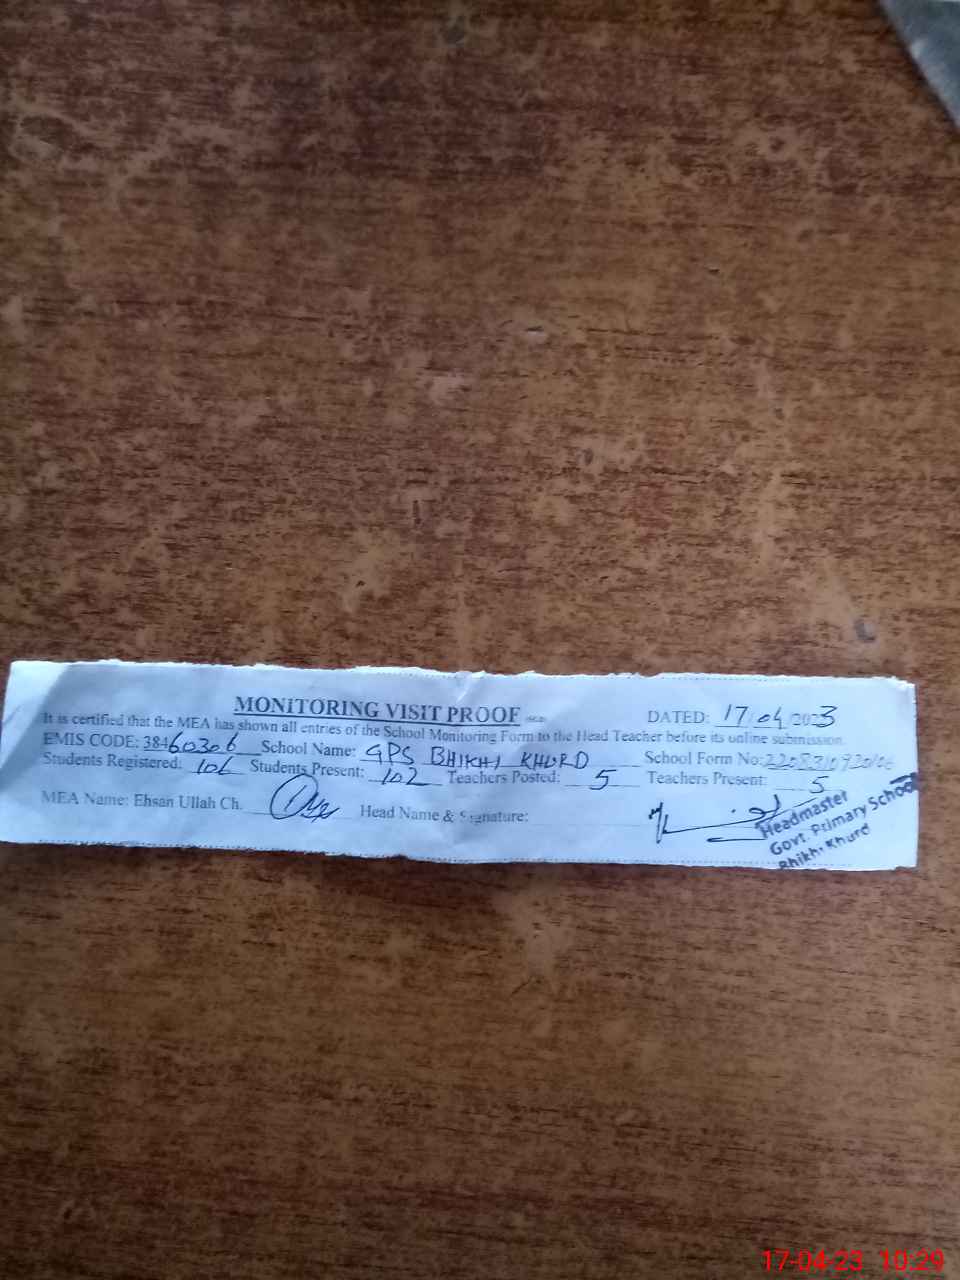 MONITORING VISIT PROOF
DATED: 17/04/2023
It is certified that the MEA has shown all entries of the School Monitoring Form to the Head Teacher before its online submission.
EMIS CODE: 38460306 School Name: GPS BHIKHI KHURD School Form No:
Students Registered: 106 Students Present: 102 Teachers Posted: 5 Teachers Present: 5
MEA Name: Ehsan Ullah Ch. Head Name & Signature:
Headmaster
Govt. Primary School
Bhikhi Khurd
17-04-23 10:29